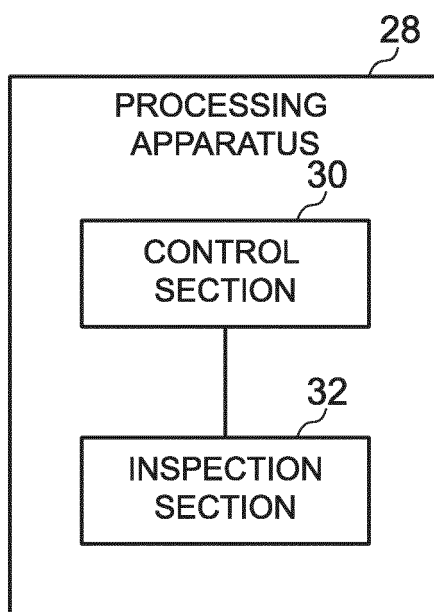 28
PROCESSING
APPARATUS
30
CONTROL
SECTION
32
INSPECTION
SECTION